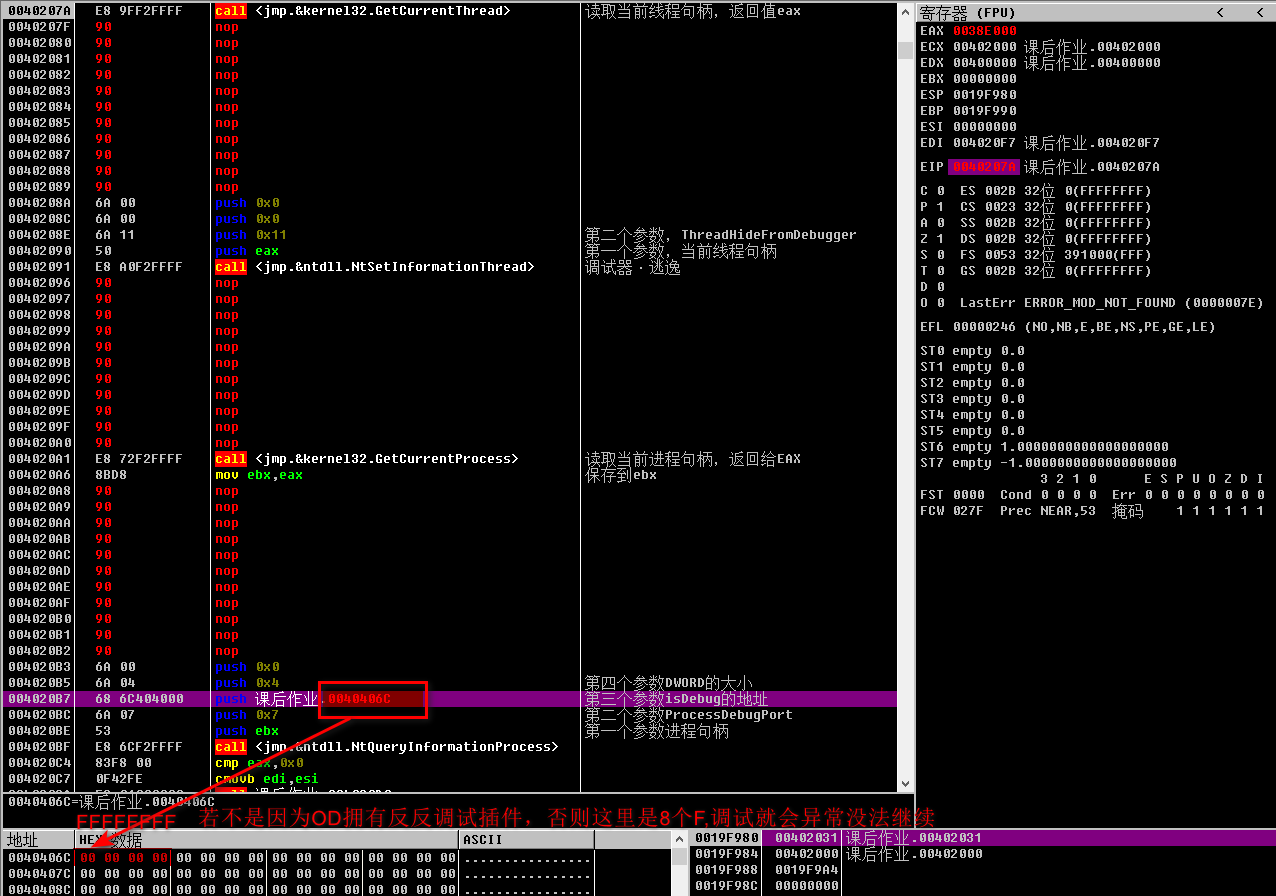 0040207A E8 9FF2FFFF call <jmp.&kernel32.GetCurrentThread> 读取当前线程句柄，返回值eax
0040207F 90 nop
00402080 90 nop
00402081 90 nop
00402082 90 nop
00402083 90 nop
00402084 90 nop
00402085 90 nop
00402086 90 nop
00402087 90 nop
00402088 90 nop
00402089 90 nop
0040208A 6A 00 push 0x0
0040208C 6A 00 push 0x0
0040208E 6A 11 push 0x11 第二个参数，ThreadHideFromDebugger
00402090 50 push eax 第一个参数，当前线程句柄
00402091 E8 A0F2FFFF call <jmp.&ntdll.NtSetInformationThread> 调试器·逃逸
00402096 90 nop
00402097 90 nop
00402098 90 nop
00402099 90 nop
0040209A 90 nop
0040209B 90 nop
0040209C 90 nop
0040209D 90 nop
0040209E 90 nop
0040209F 90 nop
004020A0 90 nop
004020A1 E8 72F2FFFF call <jmp.&kernel32.GetCurrentProcess> 读取当前进程句柄，返回给EAX
004020A6 8BD8 mov ebx,eax 保存到ebx
004020A8 90 nop
004020A9 90 nop
004020AA 90 nop
004020AB 90 nop
004020AC 90 nop
004020AD 90 nop
004020AE 90 nop
004020AF 90 nop
004020B0 90 nop
004020B1 90 nop
004020B2 90 nop
004020B3 6A 00 push 0x0
004020B5 6A 04 push 0x4 第四个参数DWORD的大小
004020B7 68 6C404000 push 课后作业.0040406C 第三个参数isDebug的地址
004020BC 6A 07 push 0x7 第二个参数ProcessDebugPort
004020BE 53 push ebx 第一个参数进程句柄
004020BF E8 6CF2FFFF call <jmp.&ntdll.NtQueryInformationProcess>
004020C4 83F8 00 cmp eax,0x0
004020C7 0F42FE cmovb edi,esi
0040406C=课后作业.0040406C
FFFFFFFF 若不是因为OD拥有反反调试插件，否则这里是8个F,调试就会异常没法继续
地址 HEX 数据 ASCII
0040406C 00 00 00 00 00 00 00 00 00 00 00 00 00 00 00 00 ................
0040407C 00 00 00 00 00 00 00 00 00 00 00 00 00 00 00 00 ................
0040408C 00 00 00 00 00 00 00 00 00 00 00 00 00 00 00 00 ................
寄存器 (FPU) < <
EAX 0038E000
ECX 00402000 课后作业.00402000
EDX 00400000 课后作业.00400000
EBX 00000000
ESP 0019F980
EBP 0019F990
ESI 00000000
EDI 004020F7 课后作业.004020F7
EIP 0040207A 课后作业.0040207A
C 0 ES 002B 32位 0(FFFFFFFF)
P 1 CS 0023 32位 0(FFFFFFFF)
A 0 SS 002B 32位 0(FFFFFFFF)
Z 1 DS 002B 32位 0(FFFFFFFF)
S 0 FS 0053 32位 391000(FFF)
T 0 GS 002B 32位 0(FFFFFFFF)
D 0
O 0 LastErr ERROR_MOD_NOT_FOUND (0000007E)
EFL 00000246 (NO,NB,E,BE,NS,PE,GE,LE)
ST0 empty 0.0
ST1 empty 0.0
ST2 empty 0.0
ST3 empty 0.0
ST4 empty 0.0
ST5 empty 0.0
ST6 empty 1.0000000000000000000
ST7 empty -1.0000000000000000000
3 2 1 0 E S P U O Z D I
FST 0000 Cond 0 0 0 0 Err 0 0 0 0 0 0 0 0
FCW 027F Prec NEAR,53 掩码 1 1 1 1 1 1
0019F980 00402031 课后作业.00402031
0019F984 00402000 课后作业.00402000
0019F988 0019F9A4
0019F98C 00000000